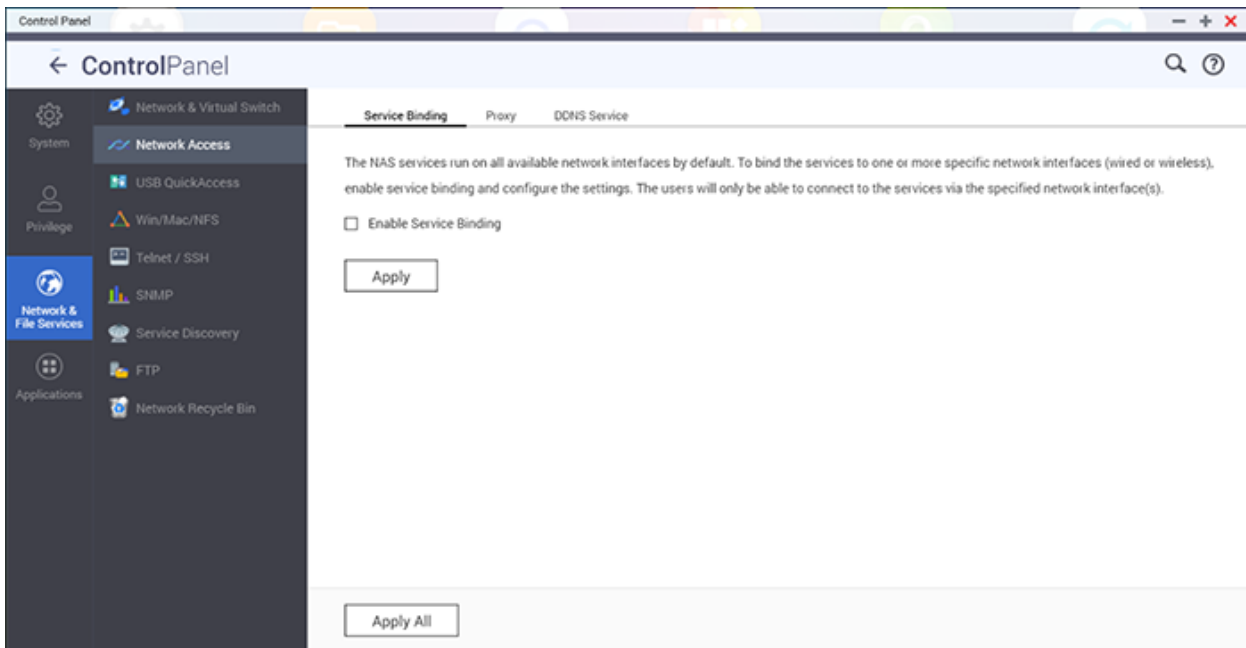 Control Panel
ControlPanel
System
Privilege
Network &
File Services
Applications
Network & Virtual Switch
Network Access
USB QuickAccess
Win/Mac/NFS
Telnet / SSH
SNMP
Service Discovery
FTP
Network Recycle Bin
Service Binding Proxy DDNS Service
The NAS services run on all available network interfaces by default. To bind the services to one or more specific network interfaces (wired or wireless),
enable service binding and configure the settings. The users will only be able to connect to the services via the specified network interface(s).
Enable Service Binding
Apply
Apply All